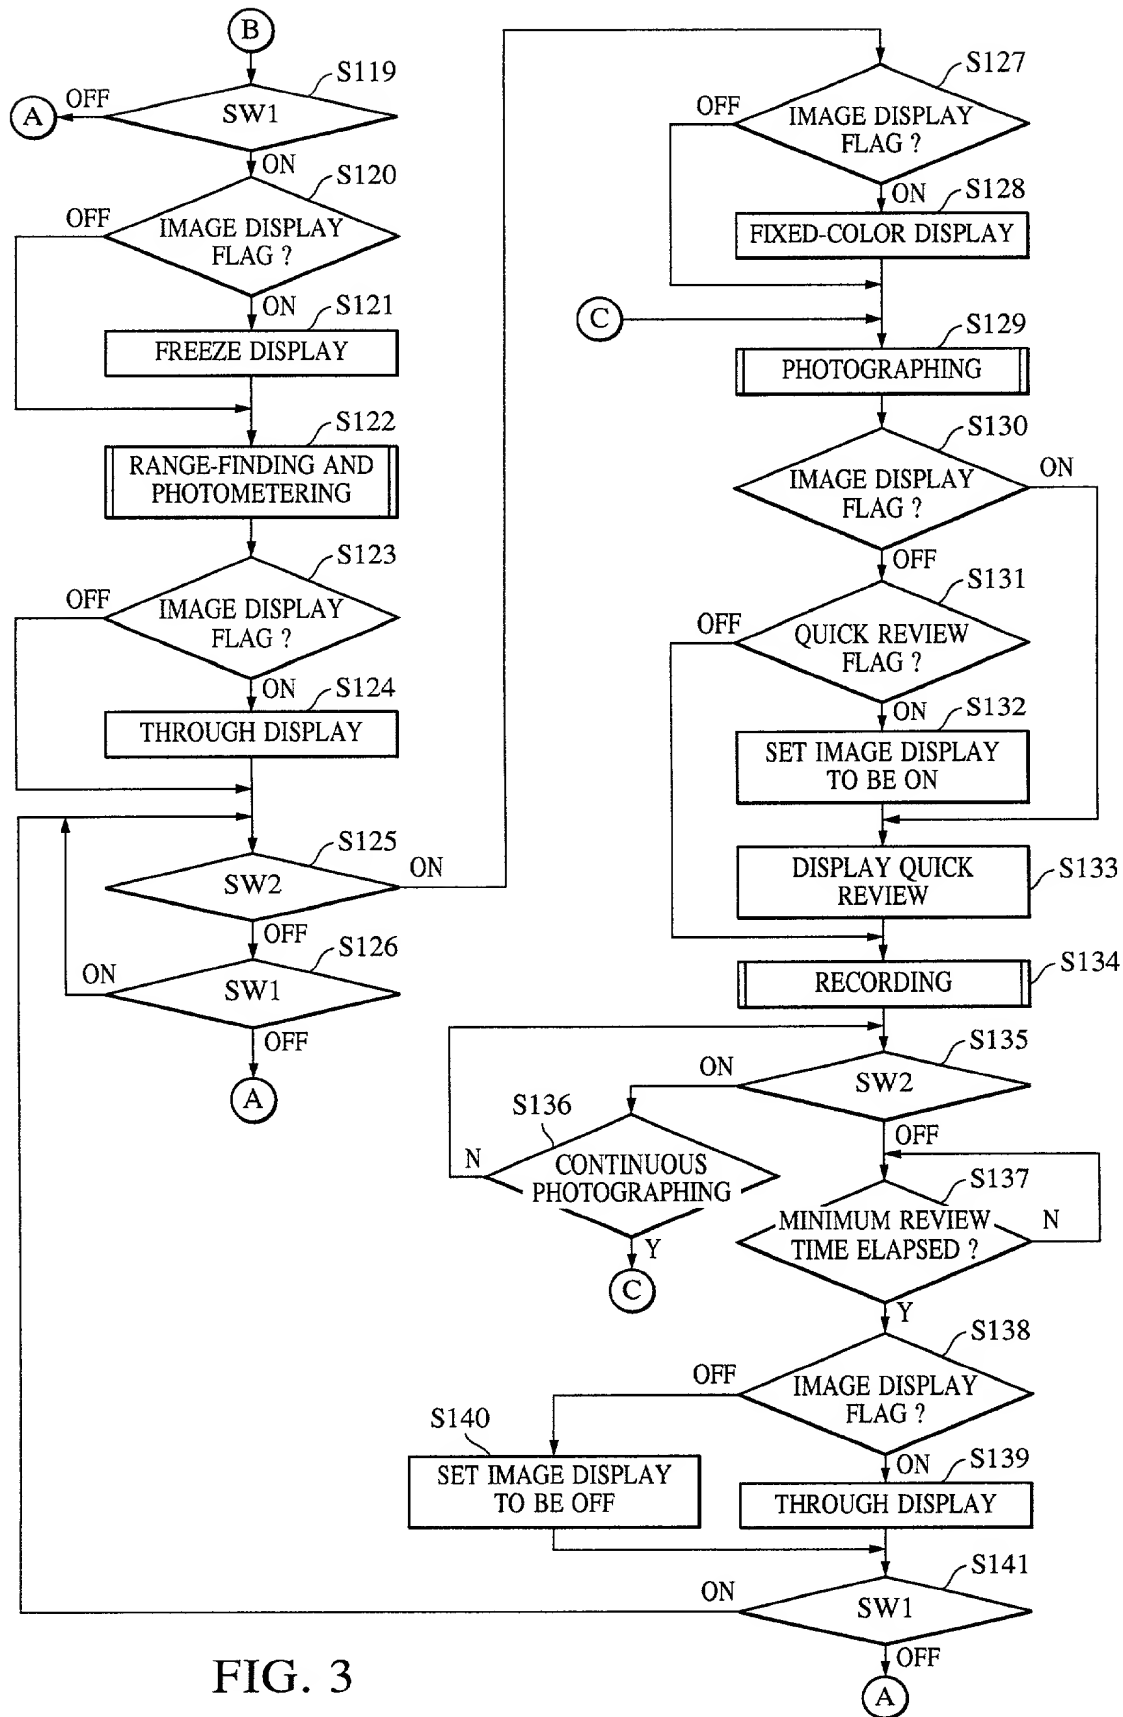 B
S119
OFF
A
SW1
ON
S120
OFF
IMAGE DISPLAY
FLAG ?
ON
S121
FREEZE DISPLAY
S122
RANGE-FINDING AND
PHOTOMETERING
S123
OFF
IMAGE DISPLAY
FLAG ?
ON
S124
THROUGH DISPLAY
S125
ON
SW2
OFF
S126
ON
SW1
OFF
A
S127
OFF
IMAGE DISPLAY
FLAG ?
ON
S128
FIXED-COLOR DISPLAY
C
S129
PHOTOGRAPHING
S130
ON
IMAGE DISPLAY
FLAG ?
OFF
S131
OFF
QUICK REVIEW
FLAG ?
ON
S132
SET IMAGE DISPLAY
TO BE ON
DISPLAY QUICK
REVIEW
S133
RECORDING
S134
S135
ON
SW2
OFF
S136
N
CONTINUOUS
PHOTOGRAPHING
Y
C
S137
MINIMUM REVIEW
TIME ELAPSED ?
N
Y
S138
OFF
IMAGE DISPLAY
FLAG ?
ON
S140
SET IMAGE DISPLAY
TO BE OFF
S139
THROUGH DISPLAY
S141
ON
SW1
OFF
A
FIG. 3